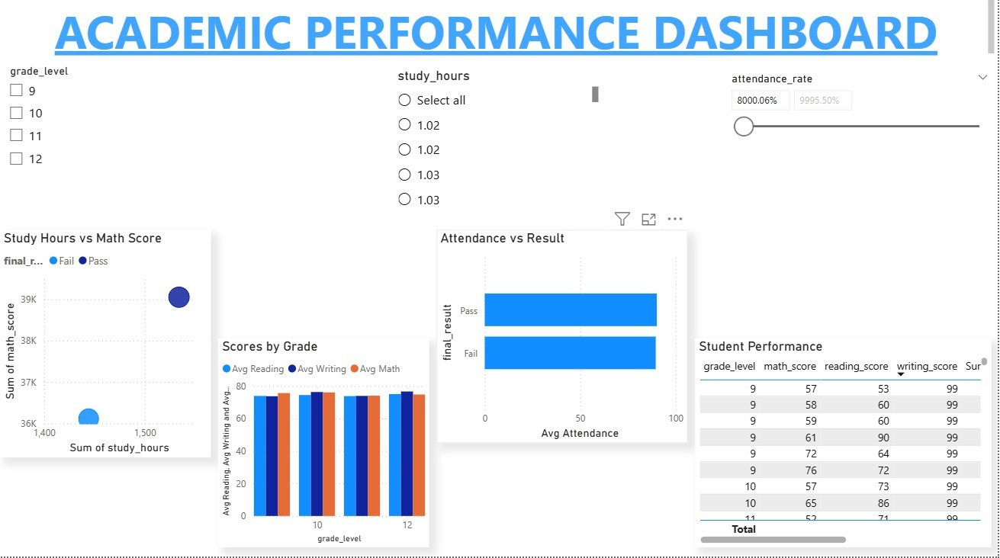 ACADEMIC PERFORMANCE DASHBOARD
grade_level
9
10
11
12
study_hours
Select all
1.02
1.02
1.03
1.03
attendance_rate
8000.06% 9995.50%
Study Hours vs Math Score
final_r... Fail Pass
Sum of math_score
39K
38K
37K
36K
1,400 1,500
Sum of study_hours
Scores by Grade
Avg Reading Avg Writing Avg Math
Avg Reading, Avg Writing and Avg...
80
60
40
20
0
10 12
grade_level
Attendance vs Result
final_result
Pass
Fail
0 50 100
Avg Attendance
Student Performance
grade_level math_score reading_score writing_score Sur
9 57 53 99
9 58 60 99
9 59 60 99
9 61 90 99
9 72 64 99
9 76 72 99
10 57 73 99
10 65 86 99
11 52 71 99
Total